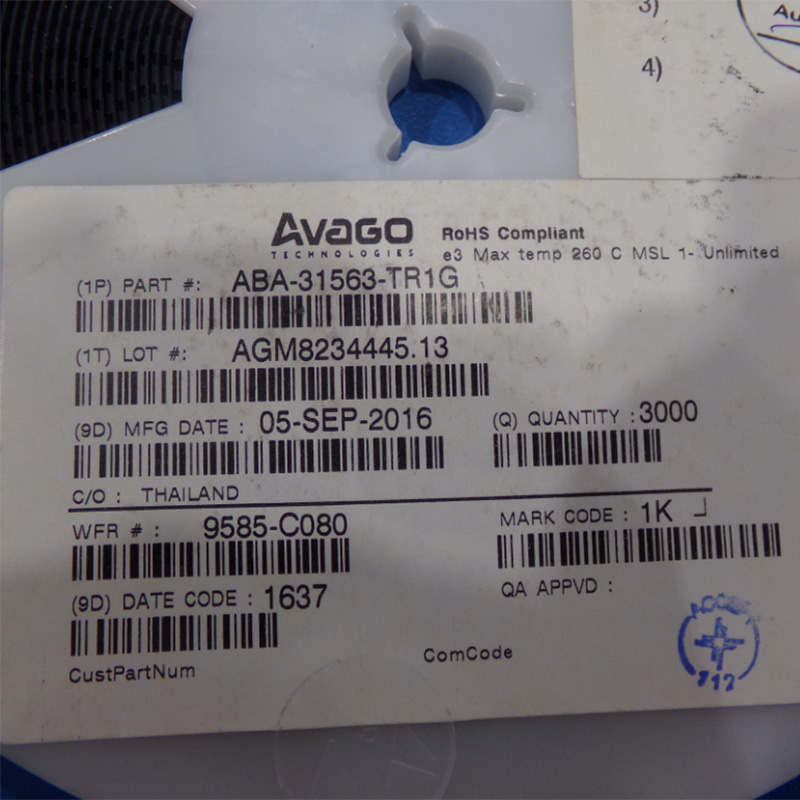 3)
4)
AVAGO
TECHNOLOGIES
RoHS Compliant
e3 Max temp 260 C MSL 1- Unlimited
(1P) PART #: ABA-31563-TR1G
(1T) LOT #: AGM8234445.13
(9D) MFG DATE : 05-SEP-2016 (Q) QUANTITY : 3000
C/O : THAILAND
WFR # : 9585-C080 MARK CODE : 1K
(9D) DATE CODE : 1637 QA APPVD :
CustPartNum ComCode
712